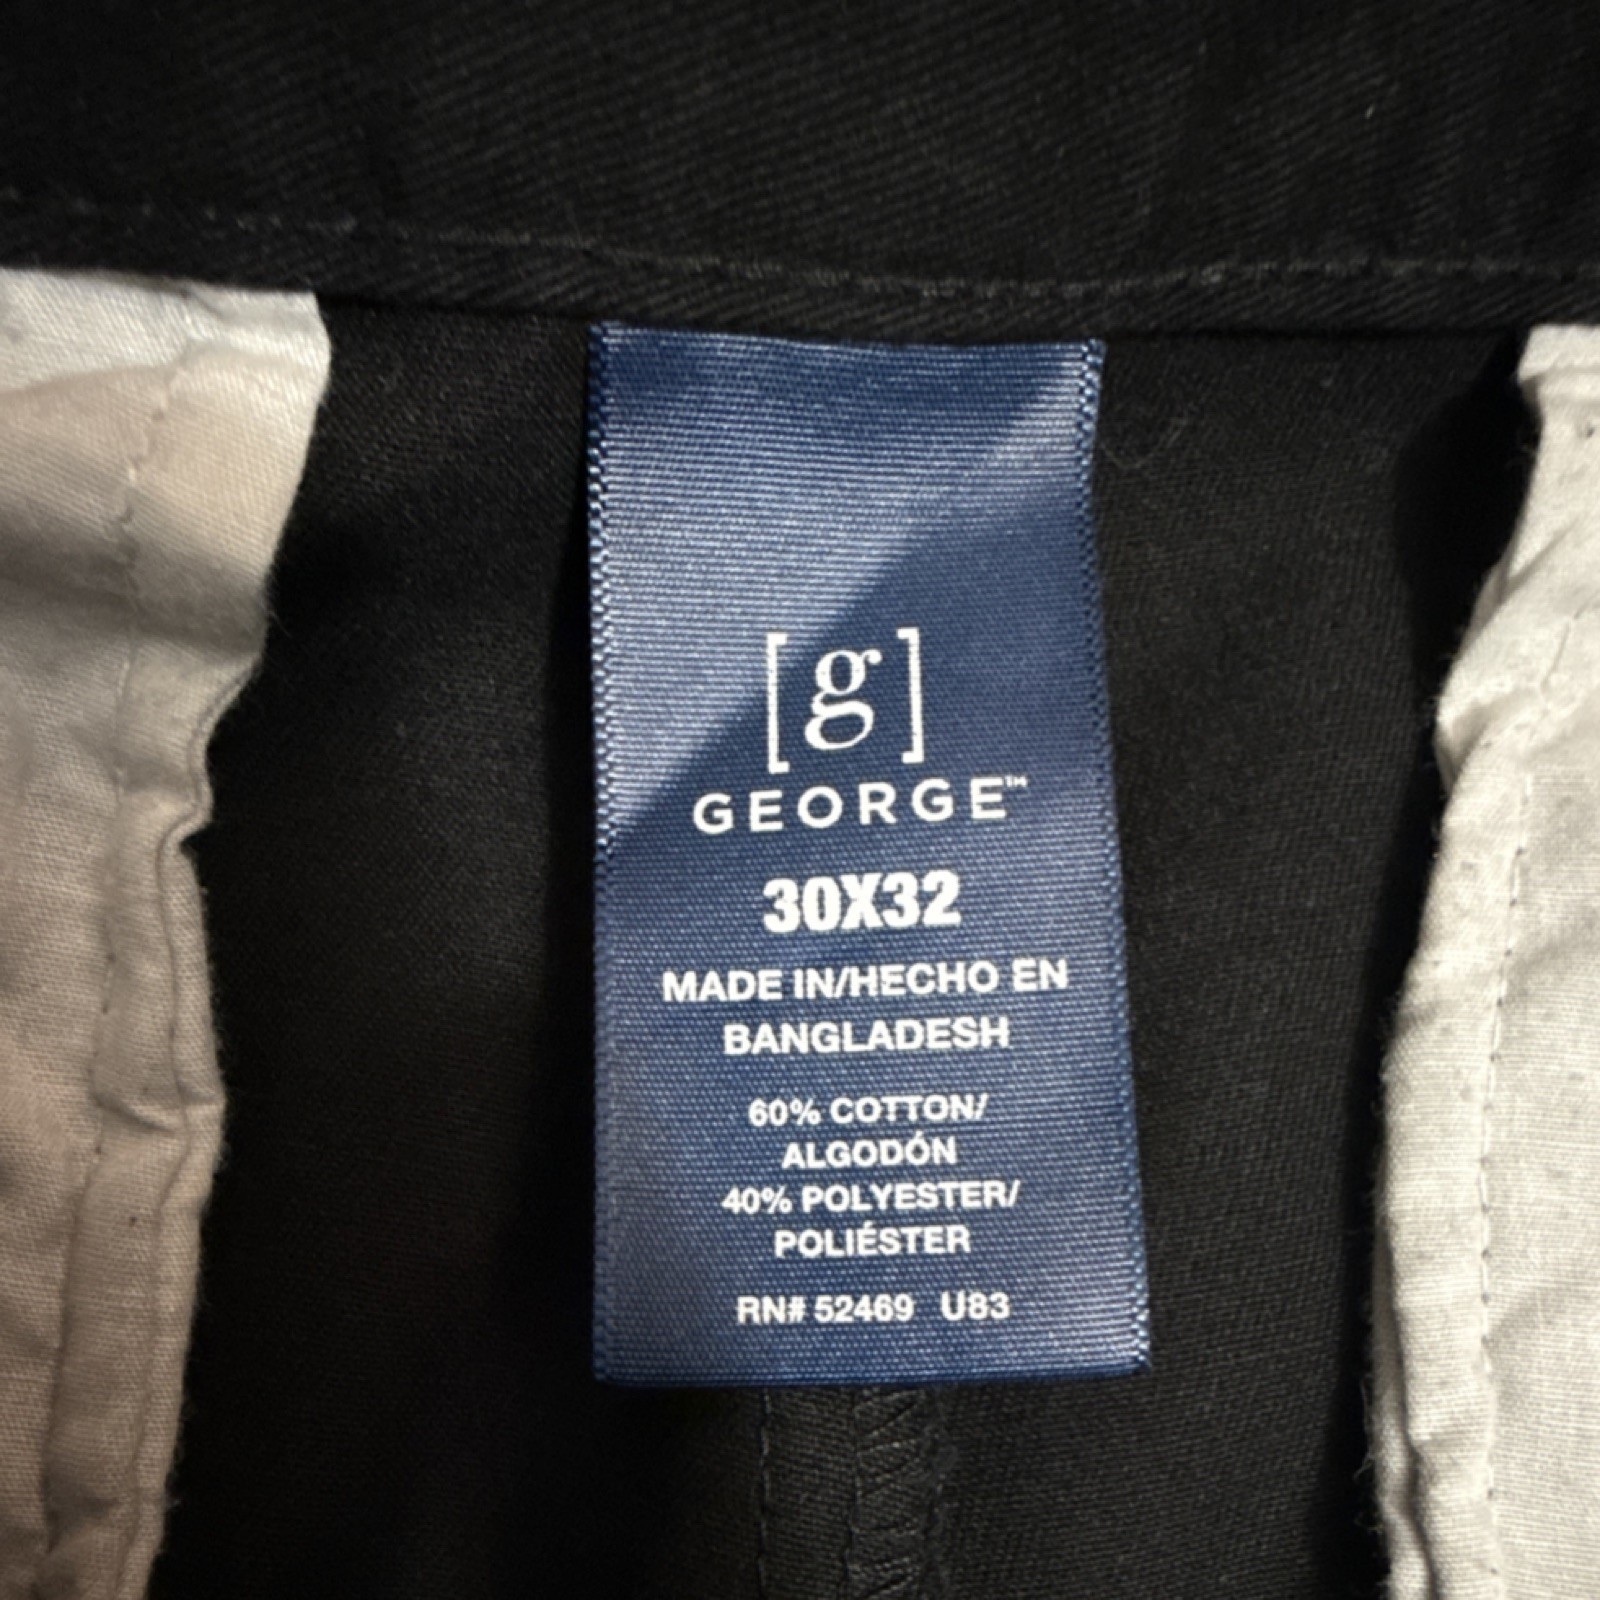 [g]
GEORGE™
30X32
MADE IN/HECHO EN
BANGLADESH
60% COTTON/
ALGODÓN
40% POLYESTER/
POLIÉSTER
RN# 52469 U83